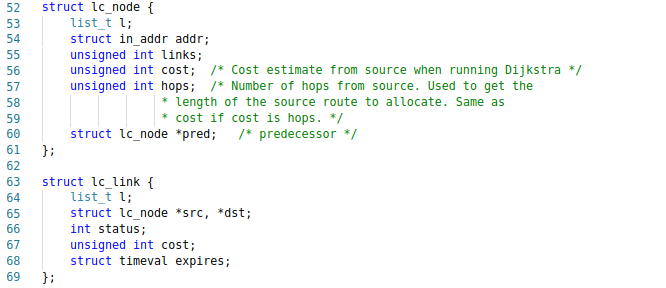 52 struct lc_node {
53     list_t l;
54     struct in_addr addr;
55     unsigned int links;
56     unsigned int cost;  /* Cost estimate from source when running Dijkstra */
57     unsigned int hops;  /* Number of hops from source. Used to get the
58                  * length of the source route to allocate. Same as
59                  * cost if cost is hops. */
60     struct lc_node *pred;   /* predecessor */
61 };
62
63 struct lc_link {
64     list_t l;
65     struct lc_node *src, *dst;
66     int status;
67     unsigned int cost;
68     struct timeval expires;
69 };